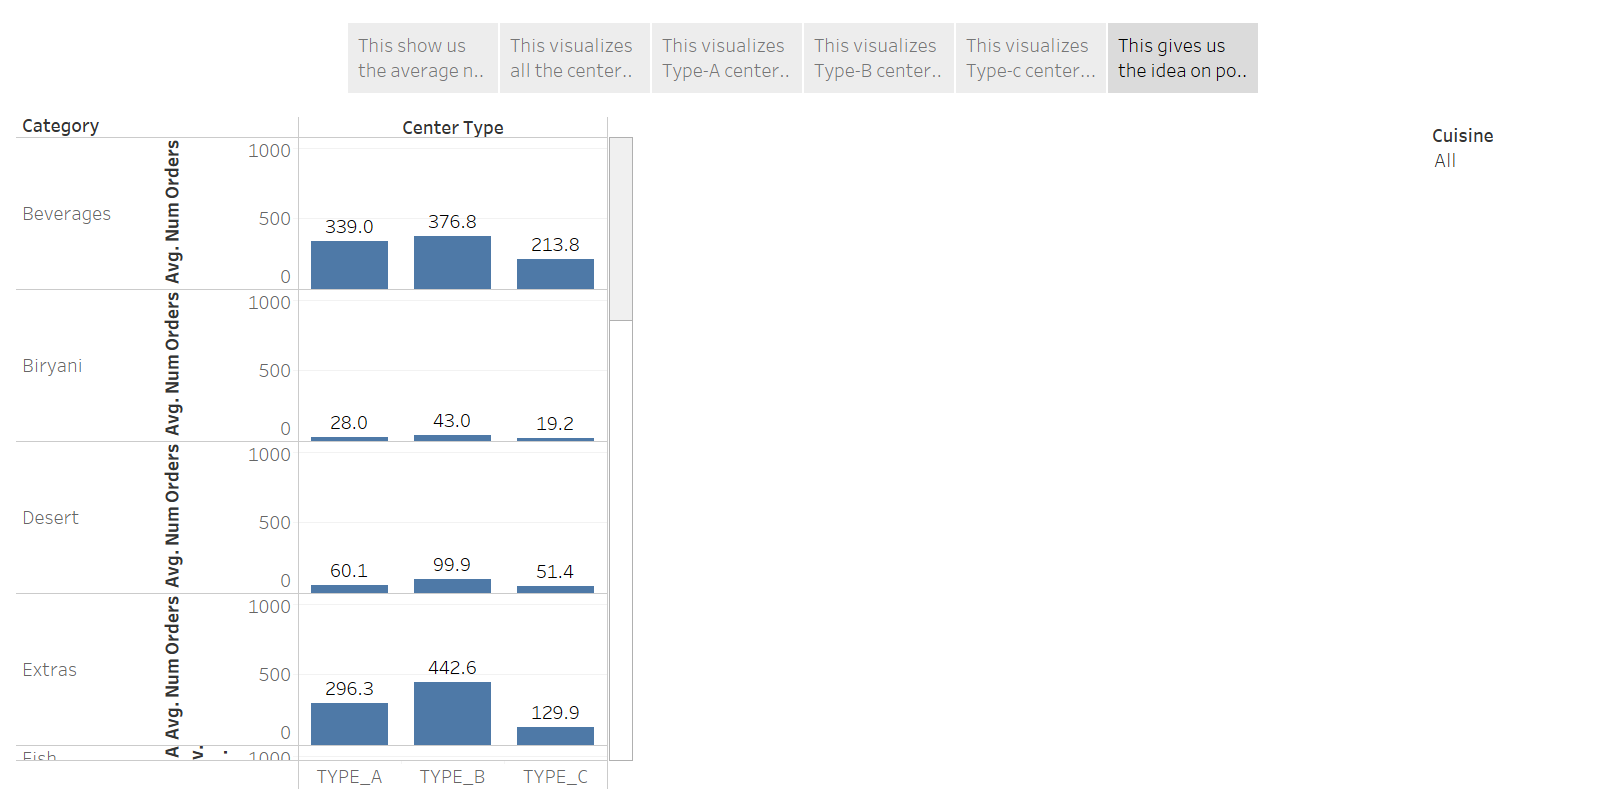 This show us
the average n..
This visualizes
all the center..
This visualizes
Type-A center..
This visualizes
Type-B center..
This visualizes
Type-c center...
This gives us
the idea on po..
Category
Center Type
Cuisine
All
Beverages
Avg. Num Orders
1000
500
0
339.0
376.8
213.8
Biryani
Avg. Num Orders
1000
500
0
28.0
43.0
19.2
Desert
Avg. Num Orders
1000
500
0
60.1
99.9
51.4
Extras
Avg. Num Orders
1000
500
0
296.3
442.6
129.9
Fish
A
v.
.
1000
TYPE_A
TYPE_B
TYPE_C